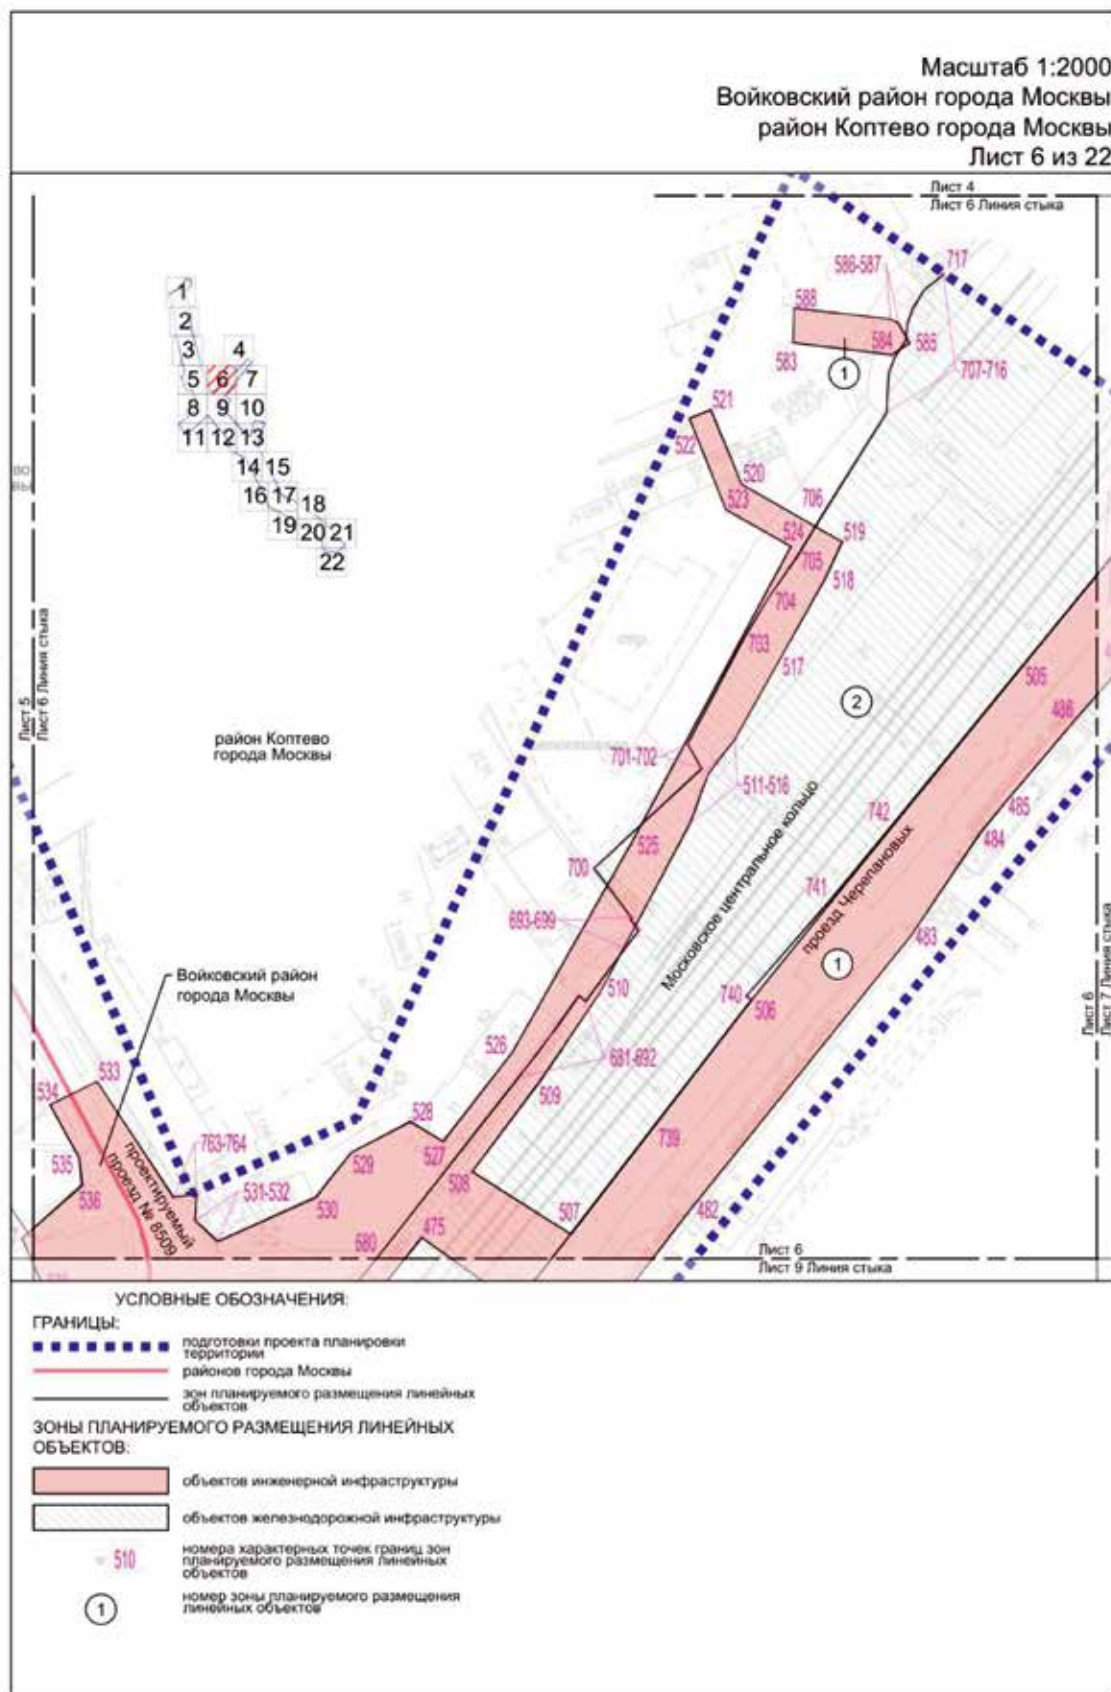 Масштаб 1:2000
Войковский район города Москвы
район Коптево города Москвы
Лист 6 из 22
Лист 4
Лист 6 Линия стыка
717
586-587
588
584
585
583
1
707-716
1
2
3
4
5
6
7
8
9
10
11
12
13
14
15
16
17
18
19
20
21
22
521
522
520
523
706
524
519
705
518
704
703
517
505
486
2
Лист 5
Лист 6 Линия стыка
район Коптево
города Москвы
701-702
511-516
Московское центральное кольцо
742
485
484
525
700
741
проезд Черепановых
483
693-699
1
Войковский район
города Москвы
510
740
506
Лист 6
Лист 7 Линия стыка
526
681-692
533
534
509
528
763-764
739
527
535
529
проектируемый
проезд № 8509
531-532
508
536
530
482
507
475
680
Лист 6
Лист 9 Линия стыка
УСЛОВНЫЕ ОБОЗНАЧЕНИЯ:
ГРАНИЦЫ:
подготовки проекта планировки
территории
районов города Москвы
зон планируемого размещения линейных
объектов
ЗОНЫ ПЛАНИРУЕМОГО РАЗМЕЩЕНИЯ ЛИНЕЙНЫХ
ОБЪЕКТОВ:
объектов инженерной инфраструктуры
объектов железнодорожной инфраструктуры
510
номера характерных точек границ зон
планируемого размещения линейных
объектов
1
номер зоны планируемого размещения
линейных объектов